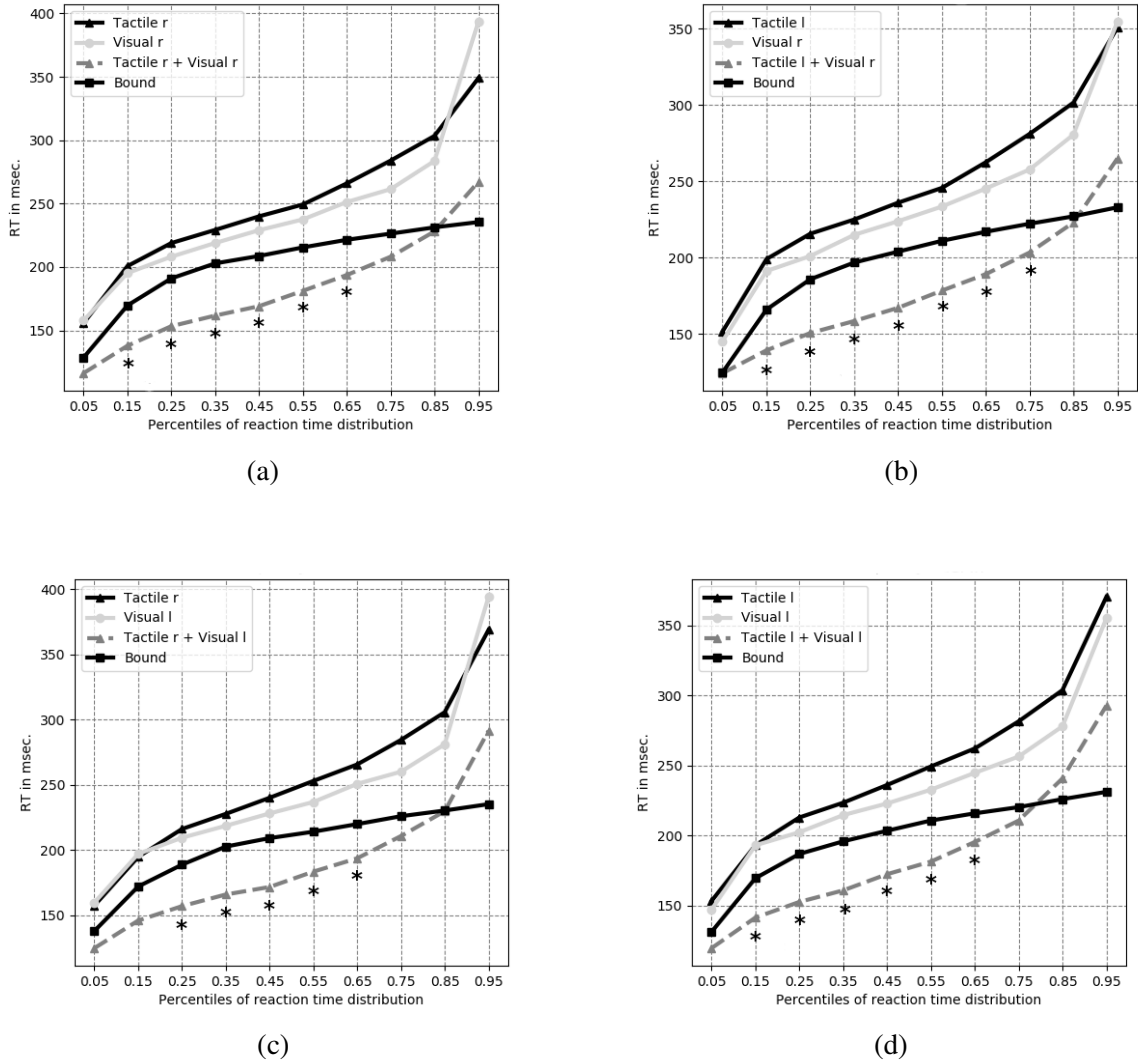 400
350
300
250
200
150
RT in msec.
Tactile r
Visual r
Tactile r + Visual r
Bound
* * * * * *
0.05 0.15 0.25 0.35 0.45 0.55 0.65 0.75 0.85 0.95
Percentiles of reaction time distribution
(a)
350
300
250
200
150
RT in msec.
Tactile l
Visual r
Tactile l + Visual r
Bound
* * * * * * *
0.05 0.15 0.25 0.35 0.45 0.55 0.65 0.75 0.85 0.95
Percentiles of reaction time distribution
(b)
400
350
300
250
200
150
RT in msec.
Tactile r
Visual l
Tactile r + Visual l
Bound
* * * * *
0.05 0.15 0.25 0.35 0.45 0.55 0.65 0.75 0.85 0.95
Percentiles of reaction time distribution
(c)
350
300
250
200
150
RT in msec.
Tactile l
Visual l
Tactile l + Visual l
Bound
* * * * * *
0.05 0.15 0.25 0.35 0.45 0.55 0.65 0.75 0.85 0.95
Percentiles of reaction time distribution
(d)